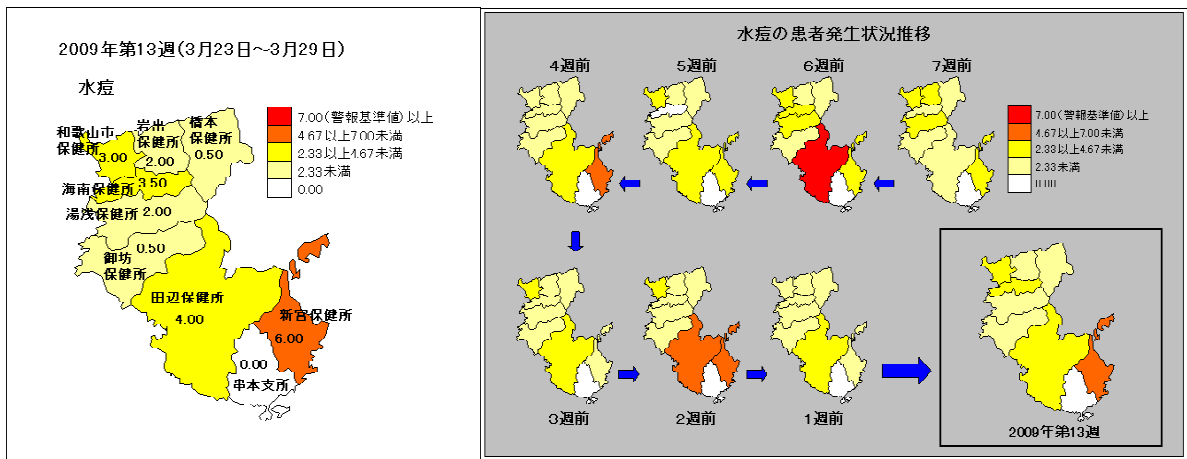 2009年第13週(3月23日～3月29日)
水痘
7.00(警報基準値)以上
4.67以上7.00未満
2.33以上4.67未満
2.33未満
0.00
和歌山市
保健所
3.00
岩出
保健所
2.00
橋本
保健所
0.50
海南保健所
3.50
湯浅保健所
2.00
御坊
保健所
0.50
田辺保健所
4.00
新宮保健所
6.00
0.00
串本支所
水痘の患者発生状況推移
4週前
5週前
6週前
7週前
7.00(警報基準値)以上
4.67以上7.00未満
2.33以上4.67未満
2.33未満
3週前
2週前
1週前
2009年第13週